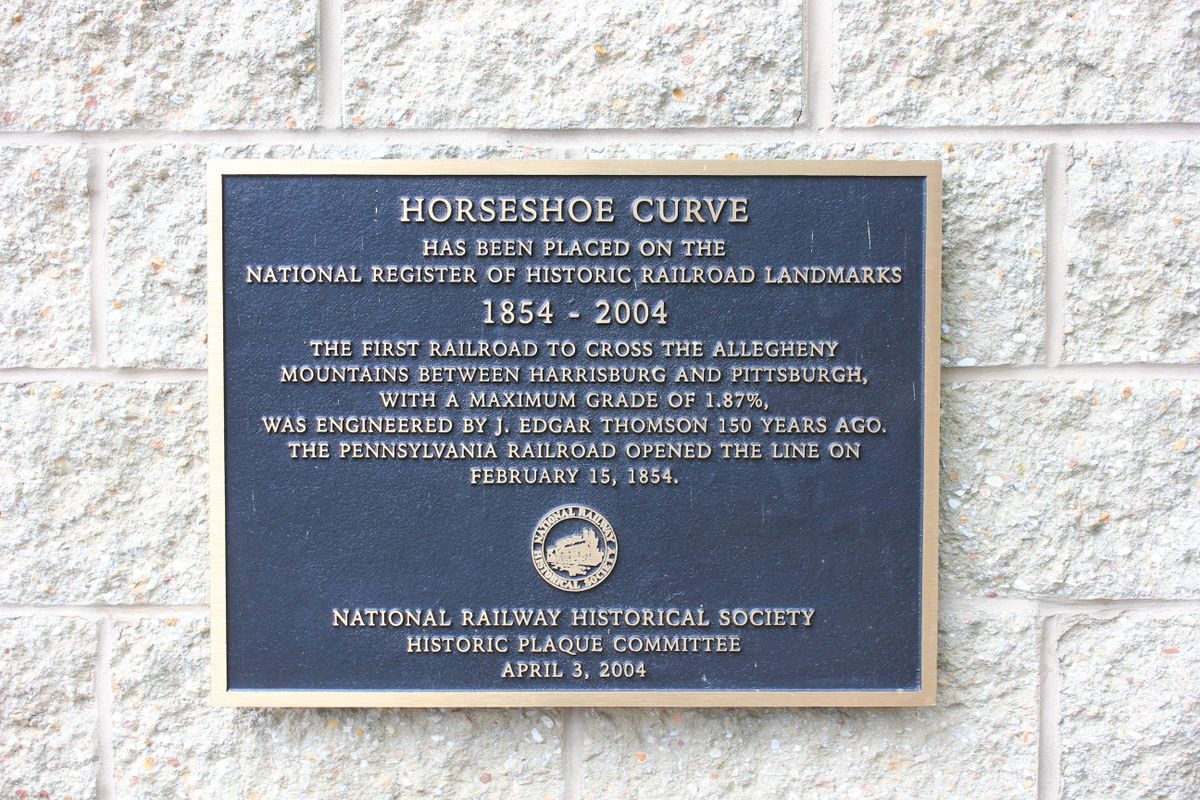 HORSESHOE CURVE
HAS BEEN PLACED ON THE
NATIONAL REGISTER OF HISTORIC RAILROAD LANDMARKS
1854 - 2004
THE FIRST RAILROAD TO CROSS THE ALLEGHENY
MOUNTAINS BETWEEN HARRISBURG AND PITTSBURGH,
WITH A MAXIMUM GRADE OF 1.87%,
WAS ENGINEERED BY J. EDGAR THOMSON 150 YEARS AGO.
THE PENNSYLVANIA RAILROAD OPENED THE LINE ON
FEBRUARY 15, 1854.
NATIONAL RAILWAY
HISTORICAL SOCIETY
NATIONAL RAILWAY HISTORICAL SOCIETY
HISTORIC PLAQUE COMMITTEE
APRIL 3, 2004